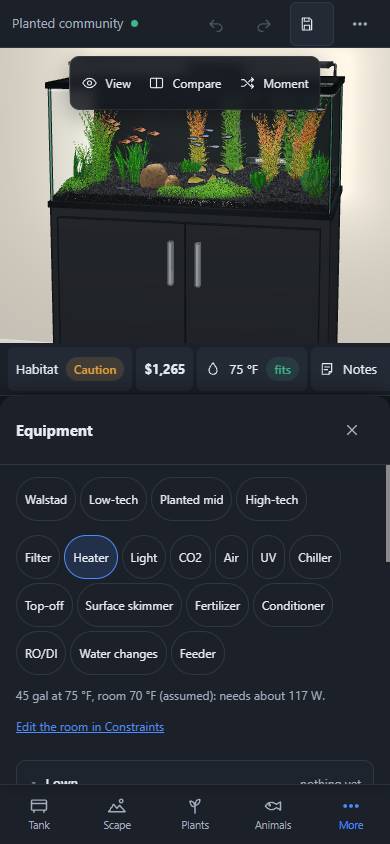 Planted community
View Compare Moment
Habitat Caution $1,265 75 °F fits Notes
Equipment
Walstad Low-tech Planted mid High-tech
Filter Heater Light CO2 Air UV Chiller
Top-off Surface skimmer Fertilizer Conditioner
RO/DI Water changes Feeder
45 gal at 75 °F, room 70 °F (assumed): needs about 117 W.
Edit the room in Constraints
I own nothing yet
Tank Scape Plants Animals More